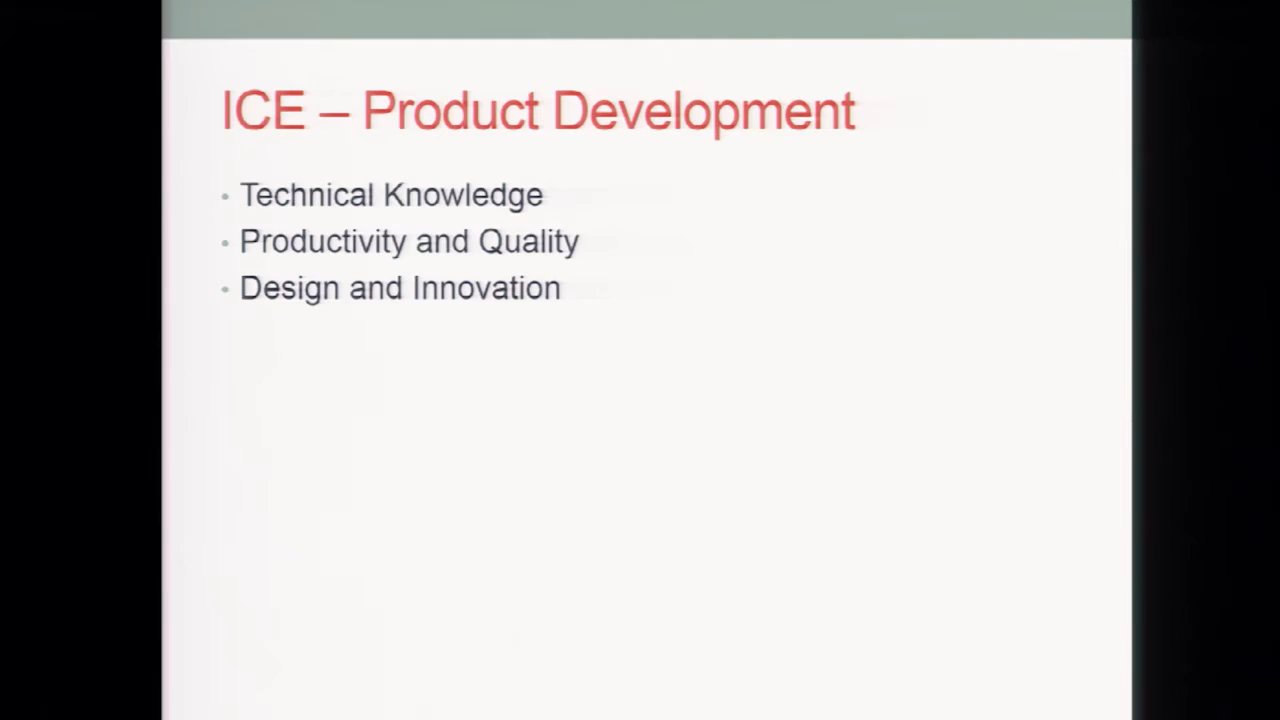 ICE – Product Development
• Technical Knowledge
• Productivity and Quality
• Design and Innovation